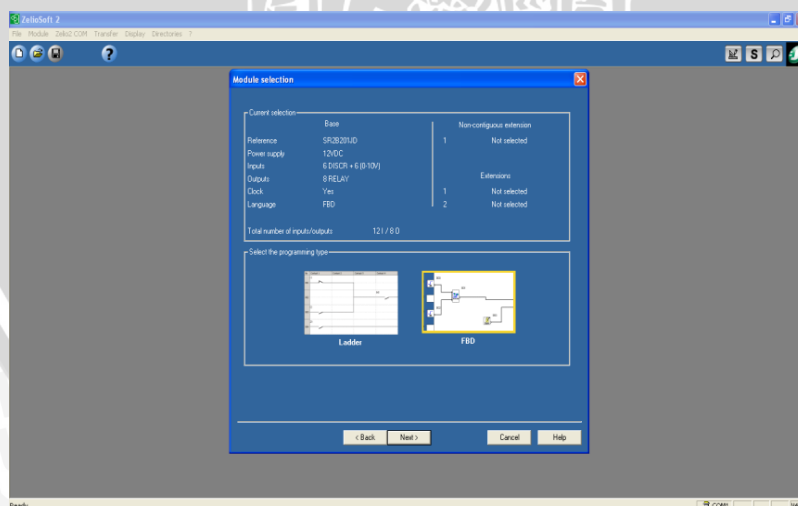 ZelioSoft 2
File Module Zelio2 COM Transfer Display Directories ?
Module selection
Current selection
Base
Non-contiguous extension
Reference SR2B201JD 1 Not selected
Power supply 12VDC
Inputs 6 DISCR + 6 (0-10V)
Outputs 8 RELAY Extensions
Clock Yes 1 Not selected
Language FBD 2 Not selected
Total number of inputs/outputs 12 I / 8 O
Select the programming type
Ladder FBD
< Back Next > Cancel Help
Ready